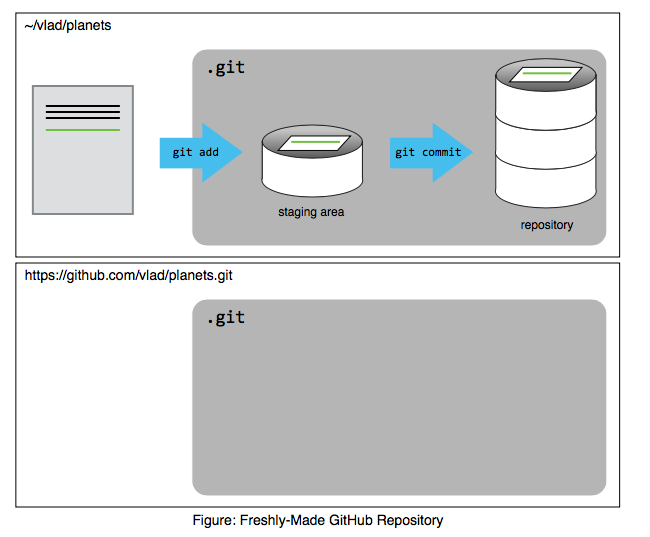 ~/vlad/planets
.git
git add
git commit
staging area
repository
https://github.com/vlad/planets.git
.git
Figure: Freshly-Made GitHub Repository